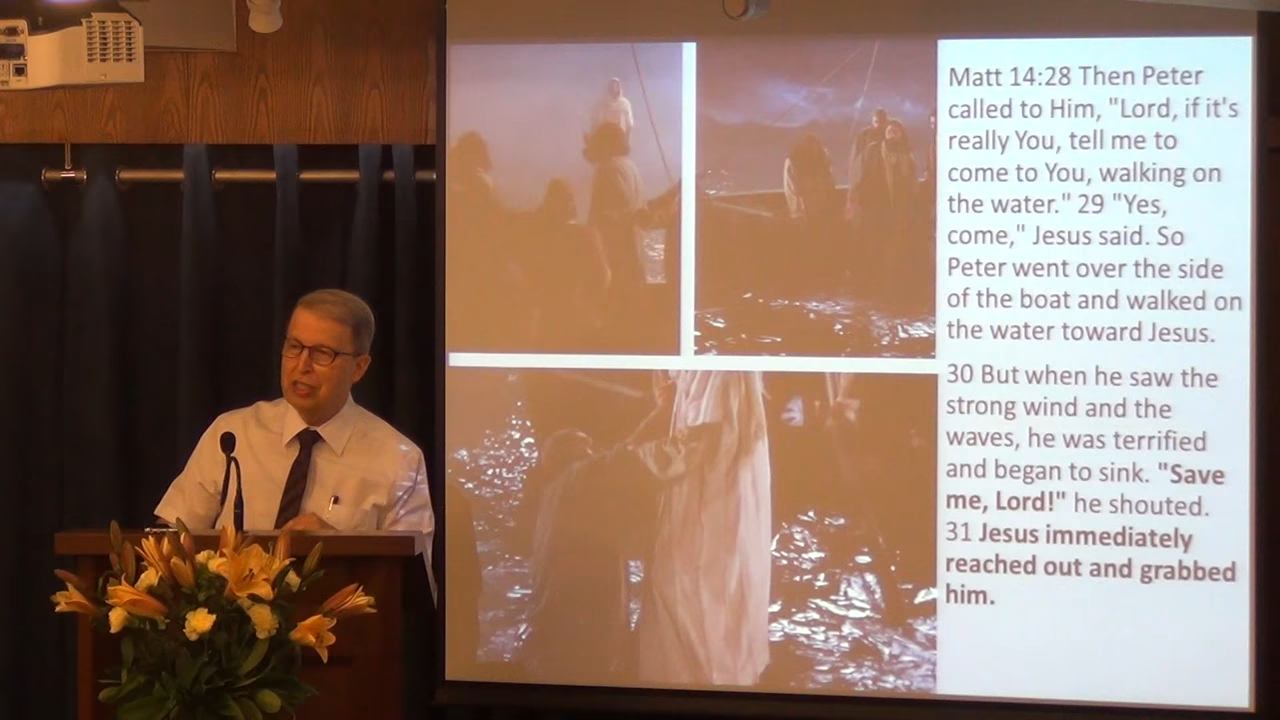 Matt 14:28 Then Peter
called to Him, "Lord, if it's
really You, tell me to
come to You, walking on
the water." 29 "Yes,
come," Jesus said. So
Peter went over the side
of the boat and walked on
the water toward Jesus.
30 But when he saw the
strong wind and the
waves, he was terrified
and began to sink. "Save
me, Lord!" he shouted.
31 Jesus immediately
reached out and grabbed
him.